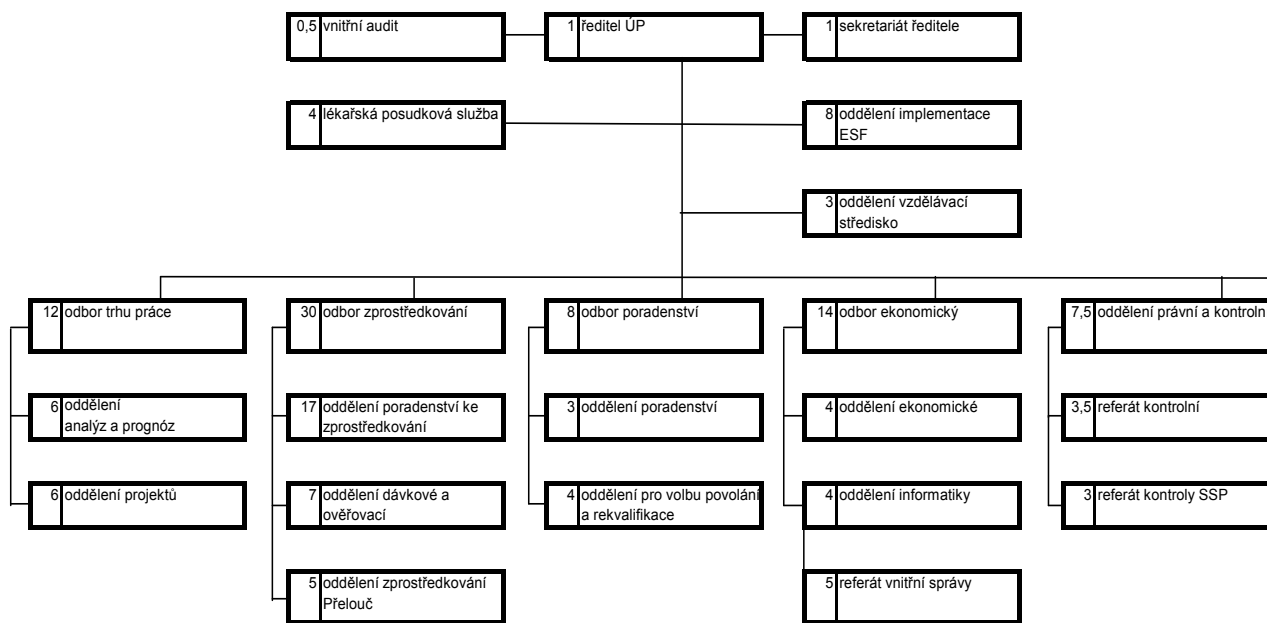 0,5 vnitřní audit
1 ředitel ÚP
1 sekretariát ředitele
4 lékařská posudková služba
8 oddělení implementace
ESF
3 oddělení vzdělávací
středisko
12 odbor trhu práce
30 odbor zprostředkování
8 odbor poradenství
14 odbor ekonomický
7,5 oddělení právní a kontroln
6 oddělení
analýz a prognóz
17 oddělení poradenství ke
zprostředkování
3 oddělení poradenství
4 oddělení ekonomické
3,5 referát kontrolní
6 oddělení projektů
7 oddělení dávkové a
ověřovací
4 oddělení pro volbu povolání
a rekvalifikace
4 oddělení informatiky
3 referát kontroly SSP
5 oddělení zprostředkování
Přelouč
5 referát vnitřní správy